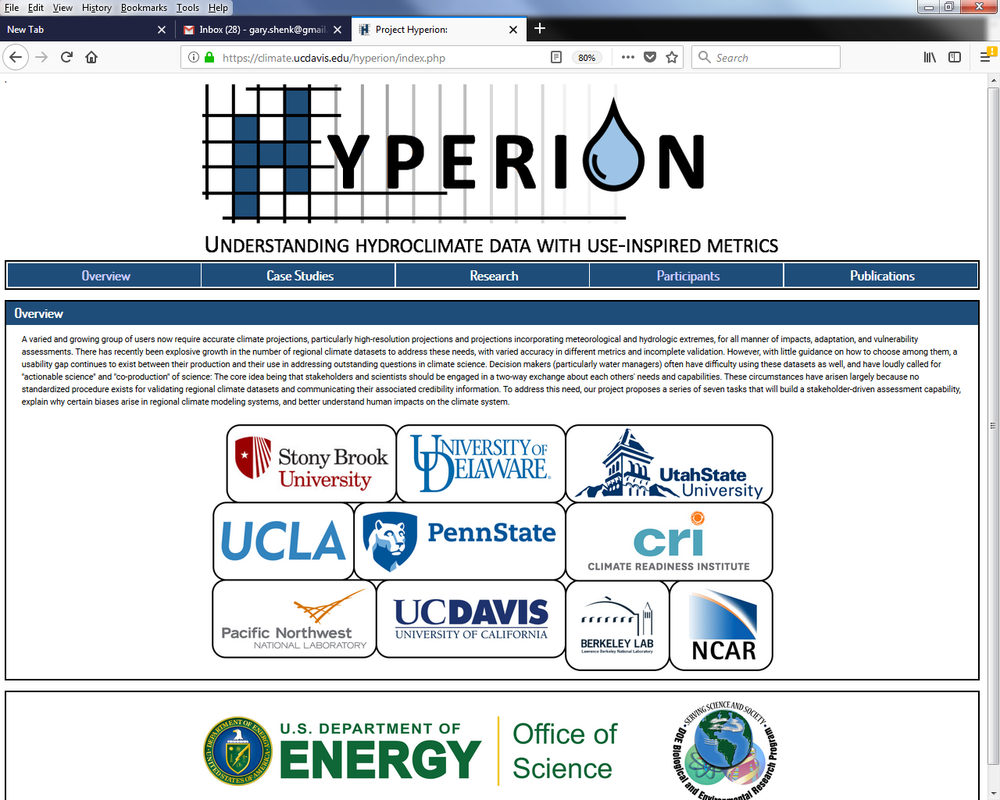 File Edit View History Bookmarks Tools Help
New Tab
Inbox (28) - gary.shenk@gmail.
Project Hyperion:
https://climate.ucdavis.edu/hyperion/index.php
80%
Search
HYPERION
UNDERSTANDING HYDROCLIMATE DATA WITH USE-INSPIRED METRICS
Overview Case Studies Research Participants Publications
Overview
A varied and growing group of users now require accurate climate projections, particularly high-resolution projections and projections incorporating meteorological and hydrologic extremes, for all manner of impacts, adaptation, and vulnerability
assessments. There has recently been explosive growth in the number of regional climate datasets to address these needs, with varied accuracy in different metrics and incomplete validation. However, with little guidance on how to choose among them, a
usability gap continues to exist between their production and their use in addressing outstanding questions in climate science. Decision makers (particularly water managers) often have difficulty using these datasets as well, and have loudly called for
"actionable science" and "co-production" of science: The core idea being that stakeholders and scientists should be engaged in a two-way exchange about each others' needs and capabilities. These circumstances have arisen largely because no
standardized procedure exists for validating regional climate datasets and communicating their associated credibility information. To address this need, our project proposes a series of seven tasks that will build a stakeholder-driven assessment capability,
explain why certain biases arise in regional climate modeling systems, and better understand human impacts on the climate system.
Stony Brook
University
UNIVERSITY OF
DELAWARE.
UtahState
University
UCLA
PennState
cri
CLIMATE READINESS INSTITUTE
Pacific Northwest
NATIONAL LABORATORY
UCDAVIS
UNIVERSITY OF CALIFORNIA
BERKELEY LAB
Lawrence Berkeley National Laboratory
NCAR
DEPARTMENT OF ENERGY
UNITED STATES OF AMERICA
U.S. DEPARTMENT OF
ENERGY
Office of
Science
SERVING SCIENCE AND SOCIETY
DOE Biological and Environmental Research Program